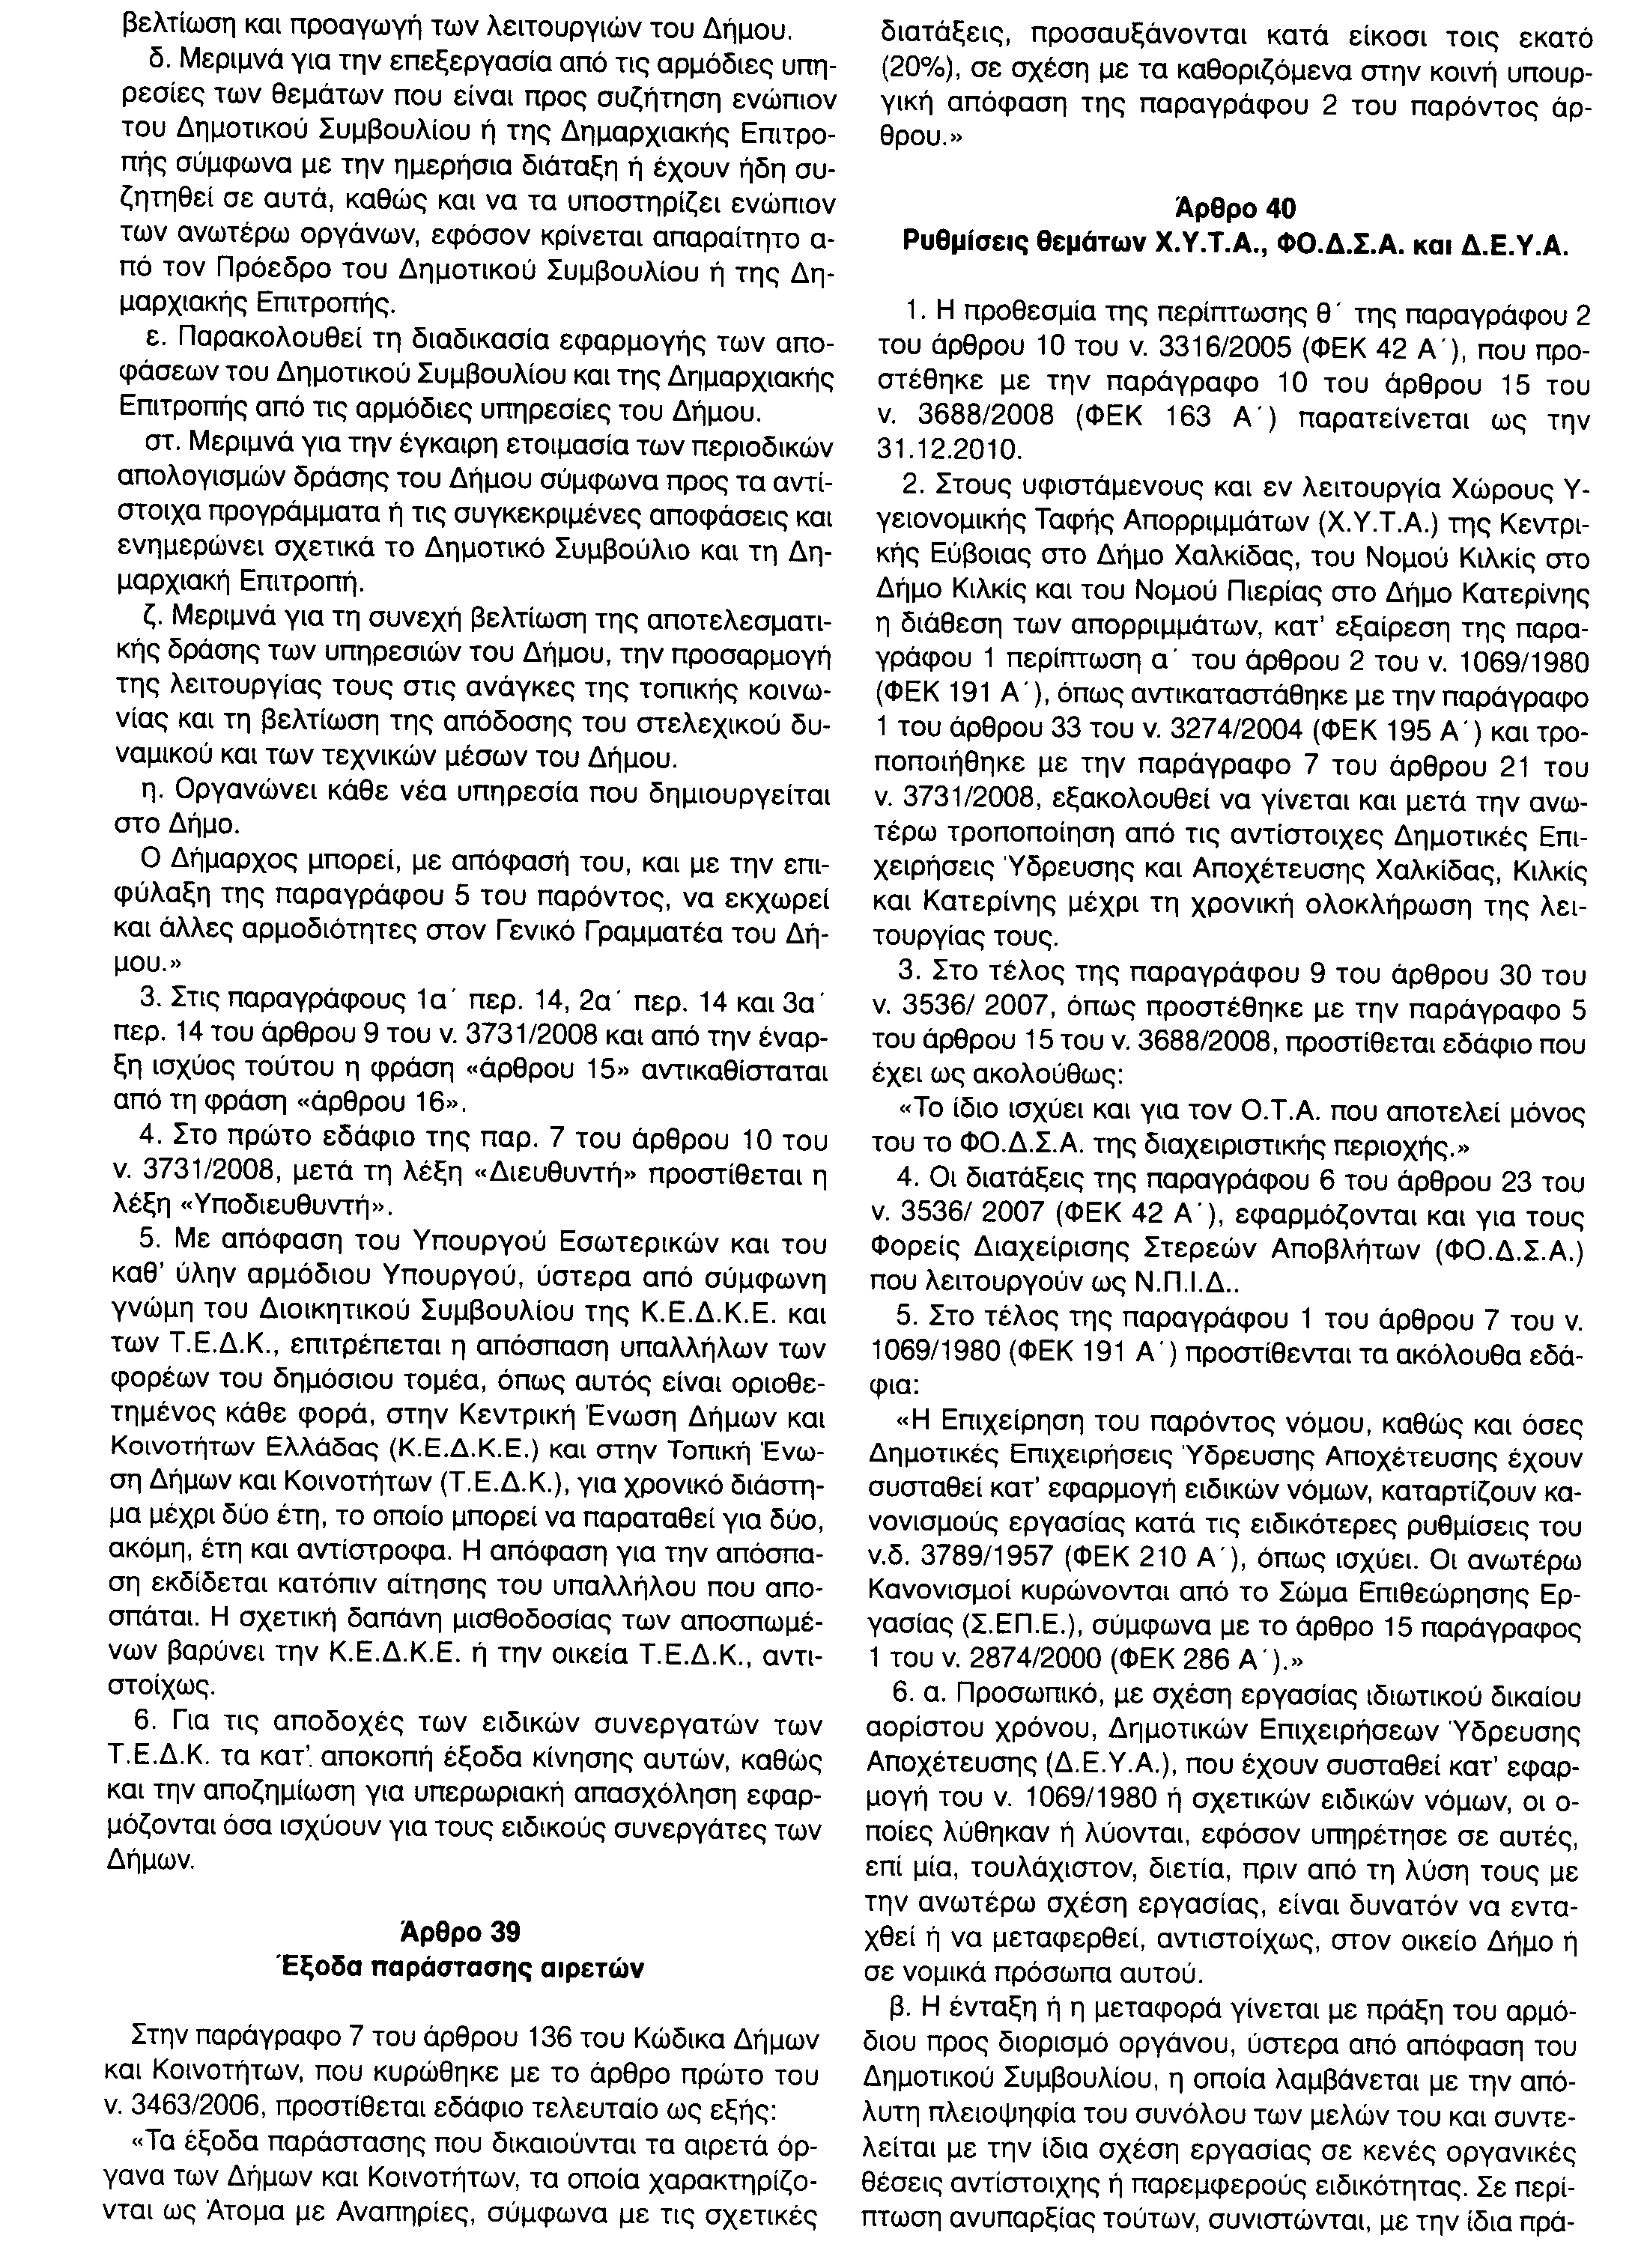 βελτίωση και προαγωγή των λειτουργιών του Δήμου.
δ. Μεριμνά για την επεξεργασία από τις αρμόδιες υπη-
ρεσίες των θεμάτων που είναι προς συζήτηση ενώπιον
του Δημοτικού Συμβουλίου ή της Δημαρχιακής Επιτρο-
πής σύμφωνα με την ημερήσια διάταξη ή έχουν ήδη συ-
ζητηθεί σε αυτά, καθώς και να τα υποστηρίζει ενώπιον
των ανωτέρω οργάνων, εφόσον κρίνεται απαραίτητο α-
πό τον Πρόεδρο του Δημοτικού Συμβουλίου ή της Δη-
μαρχιακής Επιτροπής.
ε. Παρακολουθεί τη διαδικασία εφαρμογής των απο-
φάσεων του Δημοτικού Συμβουλίου και της Δημαρχιακής
Επιτροπής από τις αρμόδιες υπηρεσίες του Δήμου.
στ. Μεριμνά για την έγκαιρη ετοιμασία των περιοδικών
απολογισμών δράσης του Δήμου σύμφωνα προς τα αντί-
στοιχα προγράμματα ή τις συγκεκριμένες αποφάσεις και
ενημερώνει σχετικά το Δημοτικό Συμβούλιο και τη Δη-
μαρχιακή Επιτροπή.
ζ. Μεριμνά για τη συνεχή βελτίωση της αποτελεσματι-
κής δράσης των υπηρεσιών του Δήμου, την προσαρμογή
της λειτουργίας τους στις ανάγκες της τοπικής κοινω-
νίας και τη βελτίωση της απόδοσης του στελεχικού δυ-
ναμικού και των τεχνικών μέσων του Δήμου.
η. Οργανώνει κάθε νέα υπηρεσία που δημιουργείται
στο Δήμο.
Ο Δήμαρχος μπορεί, με απόφασή του, και με την επι-
φύλαξη της παραγράφου 5 του παρόντος, να εκχωρεί
και άλλες αρμοδιότητες στον Γενικό Γραμματέα του Δή-
μου.»
3. Στις παραγράφους 1α΄ περ. 14, 2α΄ περ. 14 και 3α΄
περ. 14 του άρθρου 9 του ν. 3731/2008 και από την έναρ-
ξη ισχύος τούτου η φράση «άρθρου 15» αντικαθίσταται
από τη φράση «άρθρου 16».
4. Στο πρώτο εδάφιο της παρ. 7 του άρθρου 10 του
ν. 3731/2008, μετά τη λέξη «Διευθυντή» προστίθεται η
λέξη «Υποδιευθυντή».
5. Με απόφαση του Υπουργού Εσωτερικών και του
καθ' ύλην αρμόδιου Υπουργού, ύστερα από σύμφωνη
γνώμη του Διοικητικού Συμβουλίου της Κ.Ε.Δ.Κ.Ε. και
των Τ.Ε.Δ.Κ., επιτρέπεται η απόσπαση υπαλλήλων των
φορέων του δημόσιου τομέα, όπως αυτός είναι οριοθε-
τημένος κάθε φορά, στην Κεντρική Ένωση Δήμων και
Κοινοτήτων Ελλάδας (Κ.Ε.Δ.Κ.Ε.) και στην Τοπική Ένω-
ση Δήμων και Κοινοτήτων (Τ.Ε.Δ.Κ.), για χρονικό διάστη-
μα μέχρι δύο έτη, το οποίο μπορεί να παραταθεί για δύο,
ακόμη, έτη και αντίστροφα. Η απόφαση για την απόσπα-
ση εκδίδεται κατόπιν αίτησης του υπαλλήλου που απο-
σπάται. Η σχετική δαπάνη μισθοδοσίας των αποσπωμέ-
νων βαρύνει την Κ.Ε.Δ.Κ.Ε. ή την οικεία Τ.Ε.Δ.Κ., αντι-
στοίχως.
6. Για τις αποδοχές των ειδικών συνεργατών των
Τ.Ε.Δ.Κ. τα κατ'. αποκοπή έξοδα κίνησης αυτών, καθώς
και την αποζημίωση για υπερωριακή απασχόληση εφαρ-
μόζονται όσα ισχύουν για τους ειδικούς συνεργάτες των
Δήμων.
Άρθρο 39
Έξοδα παράστασης αιρετών
Στην παράγραφο 7 του άρθρου 136 του Κώδικα Δήμων
και Κοινοτήτων, που κυρώθηκε με το άρθρο πρώτο του
ν. 3463/2006, προστίθεται εδάφιο τελευταίο ως εξής:
«Τα έξοδα παράστασης που δικαιούνται τα αιρετά όρ-
γανα των Δήμων και Κοινοτήτων, τα οποία χαρακτηρίζο-
νται ως Άτομα με Αναπηρίες, σύμφωνα με τις σχετικές
διατάξεις, προσαυξάνονται κατά είκοσι τοις εκατό
(20%), σε σχέση με τα καθοριζόμενα στην κοινή υπουρ-
γική απόφαση της παραγράφου 2 του παρόντος άρ-
θρου.»
Άρθρο 40
Ρυθμίσεις θεμάτων Χ.Υ.Τ.Α., ΦΟ.Δ.Σ.Α. και Δ.Ε.Υ.Α.
1. Η προθεσμία της περίπτωσης θ΄ της παραγράφου 2
του άρθρου 10 του ν. 3316/2005 (ΦΕΚ 42 Α΄), που προ-
στέθηκε με την παράγραφο 10 του άρθρου 15 του
ν. 3688/2008 (ΦΕΚ 163 Α΄) παρατείνεται ως την
31.12.2010.
2. Στους υφιστάμενους και εν λειτουργία Χώρους Υ-
γειονομικής Ταφής Απορριμμάτων (Χ.Υ.Τ.Α.) της Κεντρι-
κής Εύβοιας στο Δήμο Χαλκίδας, του Νομού Κιλκίς στο
Δήμο Κιλκίς και του Νομού Πιερίας στο Δήμο Κατερίνης
η διάθεση των απορριμμάτων, κατ' εξαίρεση της παρα-
γράφου 1 περίπτωση α΄ του άρθρου 2 του ν. 1069/1980
(ΦΕΚ 191 Α΄), όπως αντικαταστάθηκε με την παράγραφο
1 του άρθρου 33 του ν. 3274/2004 (ΦΕΚ 195 Α΄) και τρο-
ποποιήθηκε με την παράγραφο 7 του άρθρου 21 του
ν. 3731/2008, εξακολουθεί να γίνεται και μετά την ανω-
τέρω τροποποίηση από τις αντίστοιχες Δημοτικές Επι-
χειρήσεις Ύδρευσης και Αποχέτευσης Χαλκίδας, Κιλκίς
και Κατερίνης μέχρι τη χρονική ολοκλήρωση της λει-
τουργίας τους.
3. Στο τέλος της παραγράφου 9 του άρθρου 30 του
ν. 3536/ 2007, όπως προστέθηκε με την παράγραφο 5
του άρθρου 15 του ν. 3688/2008, προστίθεται εδάφιο που
έχει ως ακολούθως:
«Το ίδιο ισχύει και για τον Ο.Τ.Α. που αποτελεί μόνος
του το ΦΟ.Δ.Σ.Α. της διαχειριστικής περιοχής.»
4. Οι διατάξεις της παραγράφου 6 του άρθρου 23 του
ν. 3536/ 2007 (ΦΕΚ 42 Α΄), εφαρμόζονται και για τους
Φορείς Διαχείρισης Στερεών Αποβλήτων (ΦΟ.Δ.Σ.Α.)
που λειτουργούν ως Ν.Π.Ι.Δ..
5. Στο τέλος της παραγράφου 1 του άρθρου 7 του ν.
1069/1980 (ΦΕΚ 191 Α΄) προστίθενται τα ακόλουθα εδά-
φια:
«Η Επιχείρηση του παρόντος νόμου, καθώς και όσες
Δημοτικές Επιχειρήσεις Ύδρευσης Αποχέτευσης έχουν
συσταθεί κατ' εφαρμογή ειδικών νόμων, καταρτίζουν κα-
νονισμούς εργασίας κατά τις ειδικότερες ρυθμίσεις του
ν.δ. 3789/1957 (ΦΕΚ 210 Α΄), όπως ισχύει. Οι ανωτέρω
Κανονισμοί κυρώνονται από το Σώμα Επιθεώρησης Ερ-
γασίας (Σ.ΕΠ.Ε.), σύμφωνα με το άρθρο 15 παράγραφος
1 του ν. 2874/2000 (ΦΕΚ 286 Α΄).»
6. α. Προσωπικό, με σχέση εργασίας ιδιωτικού δικαίου
αορίστου χρόνου, Δημοτικών Επιχειρήσεων Ύδρευσης
Αποχέτευσης (Δ.Ε.Υ.Α.), που έχουν συσταθεί κατ' εφαρ-
μογή του ν. 1069/1980 ή σχετικών ειδικών νόμων, οι ο-
ποίες λύθηκαν ή λύονται, εφόσον υπηρέτησε σε αυτές,
επί μία, τουλάχιστον, διετία, πριν από τη λύση τους με
την ανωτέρω σχέση εργασίας, είναι δυνατόν να εντα-
χθεί ή να μεταφερθεί, αντιστοίχως, στον οικείο Δήμο ή
σε νομικά πρόσωπα αυτού.
β. Η ένταξη ή η μεταφορά γίνεται με πράξη του αρμό-
διου προς διορισμό οργάνου, ύστερα από απόφαση του
Δημοτικού Συμβουλίου, η οποία λαμβάνεται με την από-
λυτη πλειοψηφία του συνόλου των μελών του και συντε-
λείται με την ίδια σχέση εργασίας σε κενές οργανικές
θέσεις αντίστοιχης ή παρεμφερούς ειδικότητας. Σε περί-
πτωση ανυπαρξίας τούτων, συνιστώνται, με την ίδια πρά-